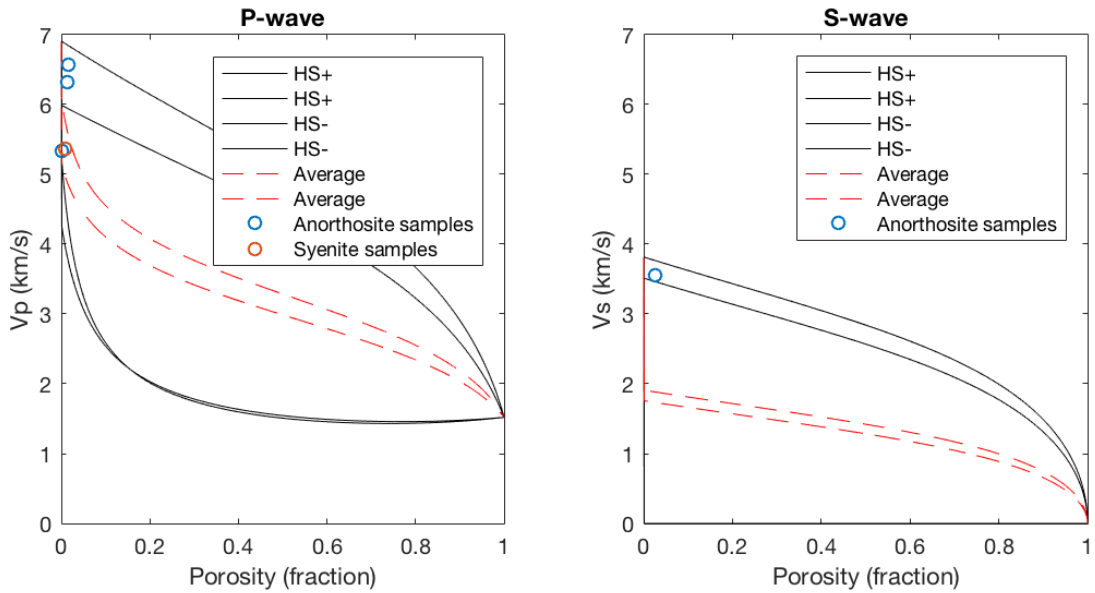 P-wave
7
6
5
4
3
2
1
0
Vp (km/s)
HS+
HS+
HS-
HS-
Average
Average
Anorthosite samples
Syenite samples
0 0.2 0.4 0.6 0.8 1
Porosity (fraction)
S-wave
7
6
5
4
3
2
1
0
Vs (km/s)
HS+
HS+
HS-
HS-
Average
Average
Anorthosite samples
0 0.2 0.4 0.6 0.8 1
Porosity (fraction)